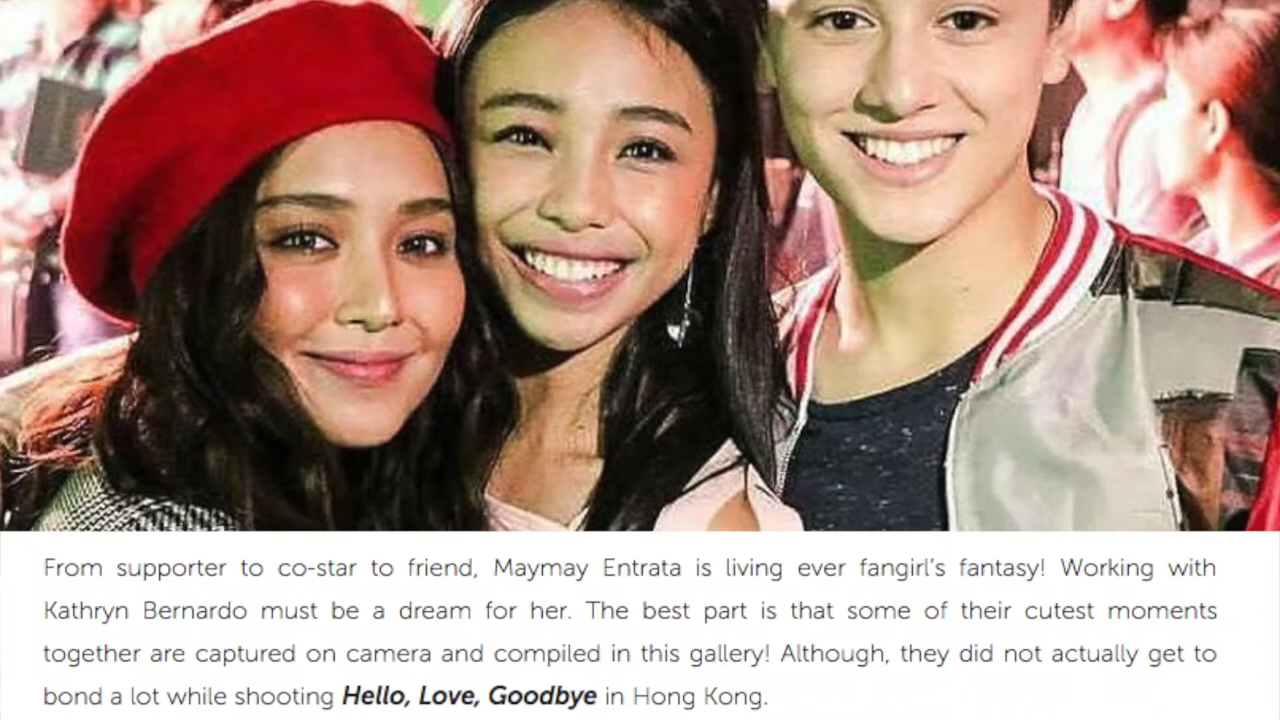 From supporter to co-star to friend, Maymay Entrata is living ever fangirl's fantasy! Working with
Kathryn Bernardo must be a dream for her. The best part is that some of their cutest moments
together are captured on camera and compiled in this gallery! Although, they did not actually get to
bond a lot while shooting Hello, Love, Goodbye in Hong Kong.